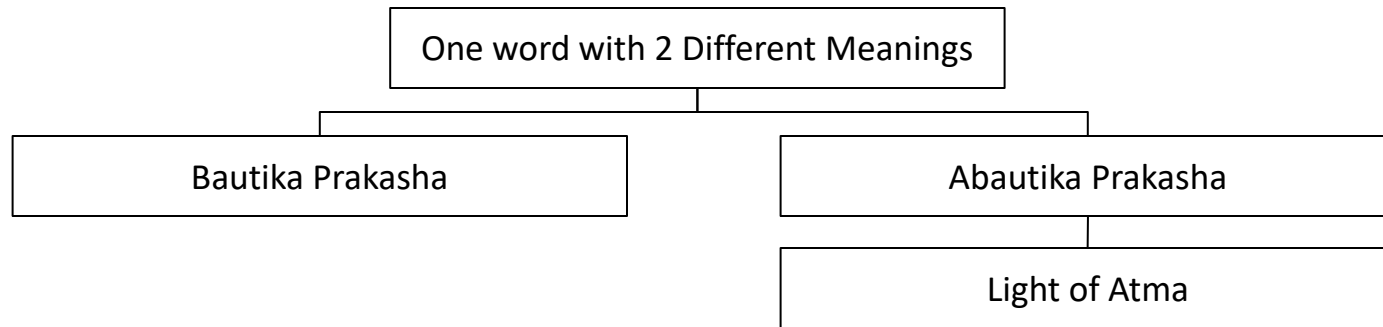 One word with 2 Different Meanings
Bautika Prakasha
Abautika Prakasha
Light of Atma